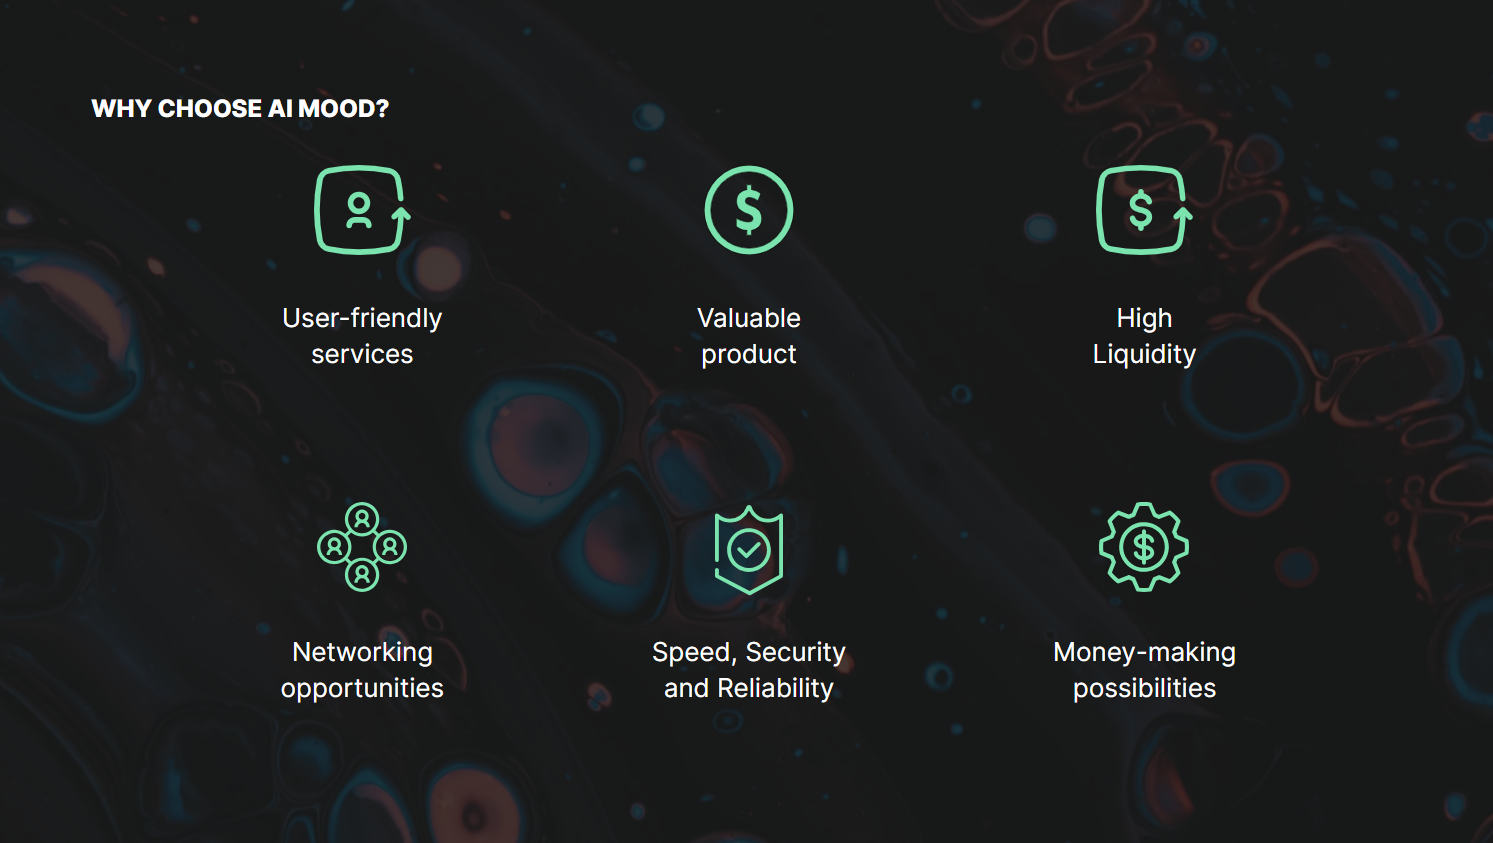 WHY CHOOSE AI MOOD?
User-friendly
services
Valuable
product
High
Liquidity
Networking
opportunities
Speed, Security
and Reliability
Money-making
possibilities